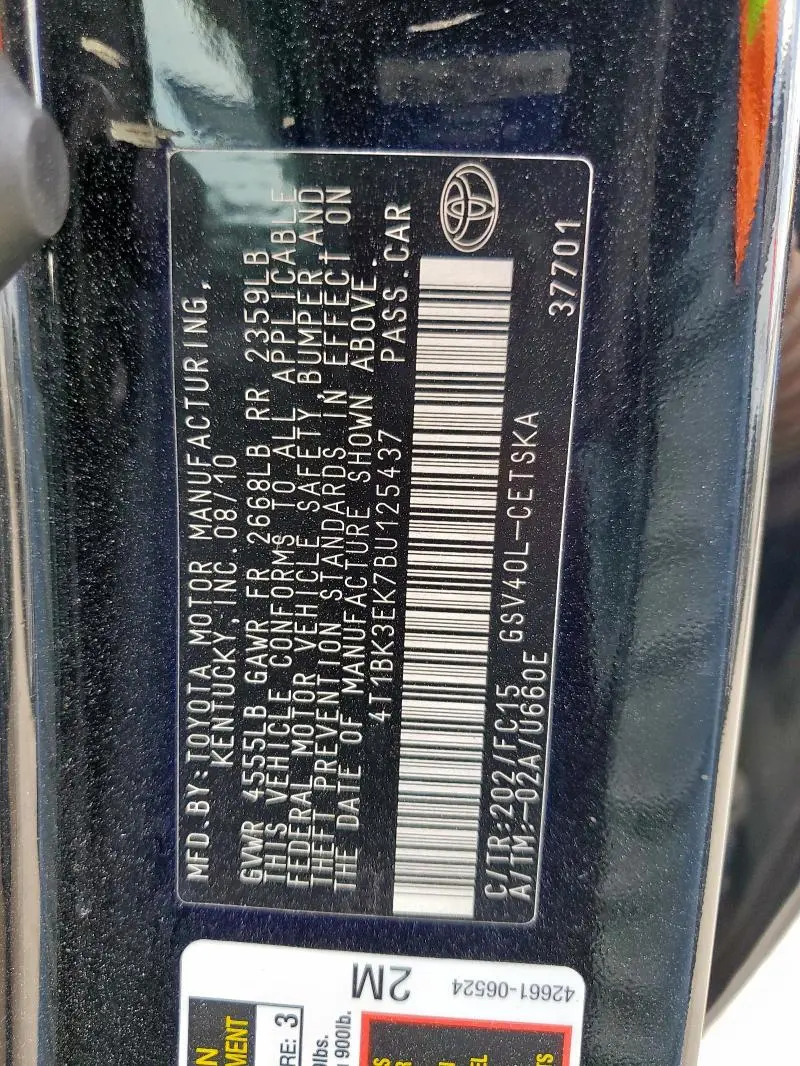 MFD.BY:TOYOTA MOTOR MANUFACTURING,
KENTUCKY,INC.08/10
GVWR 4555LB GAWR FR 2668LB RR 2359LB
THIS VEHICLE CONFORMS TO ALL APPLICABLE
FEDERAL MOTOR VEHICLE SAFETY BUMPER,AND
THEFT PREVENTION STANDARDS IN EFFECT ON
THE DATE OF MANUFACTURE SHOWN ABOVE.
4T1BK3EK7BU125437 PASS.CAR
C/TR:202/FC15 GSV40L-CETSKA
A/TM:-02A/U660E
37701
2M
42661-06524
3
900lb.